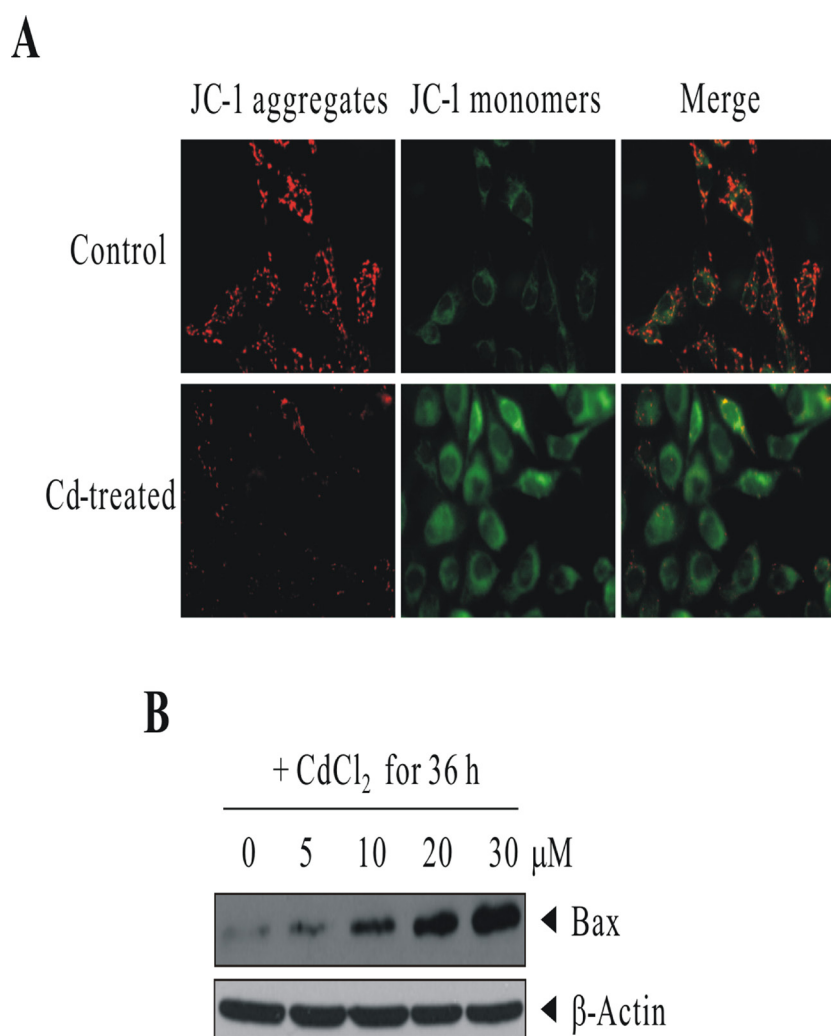 A
JC-1 aggregates JC-1 monomers Merge
Control
Cd-treated
B
+ CdCl₂ for 36 h
0 5 10 20 30 µM
Bax
β-Actin